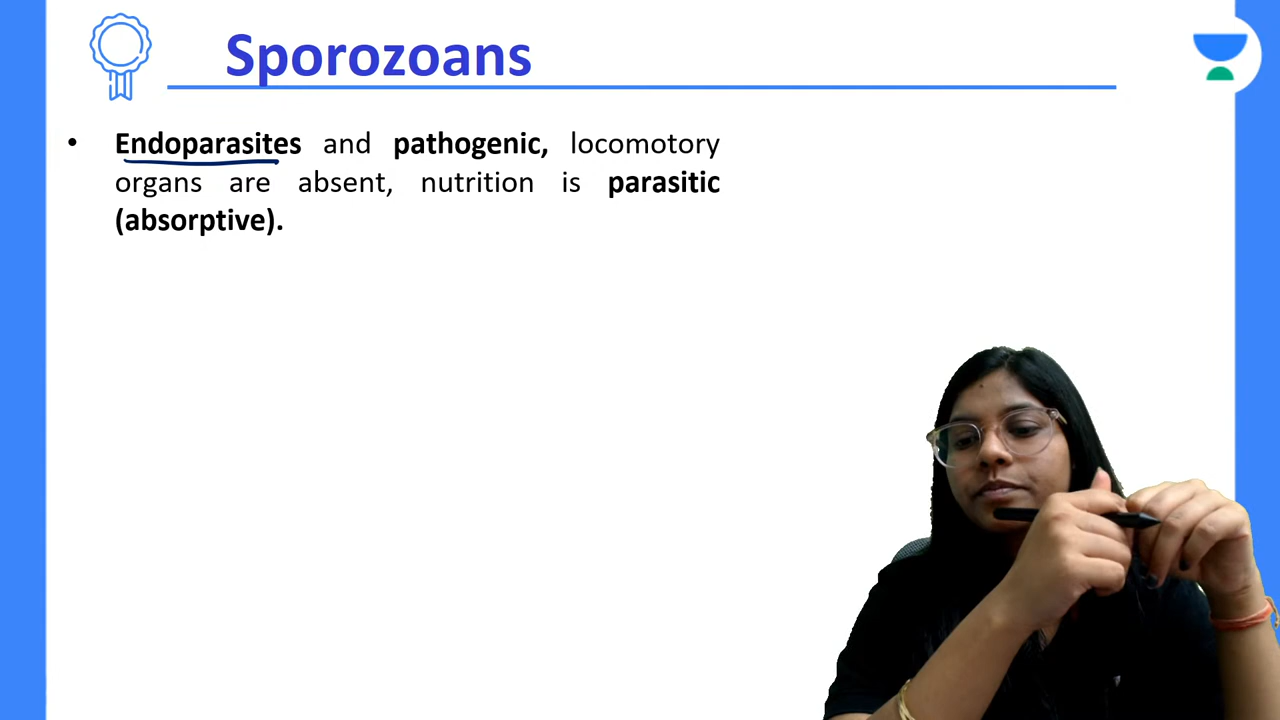 Sporozoans
• Endoparasites and pathogenic, locomotory
organs are absent, nutrition is parasitic
(absorptive).